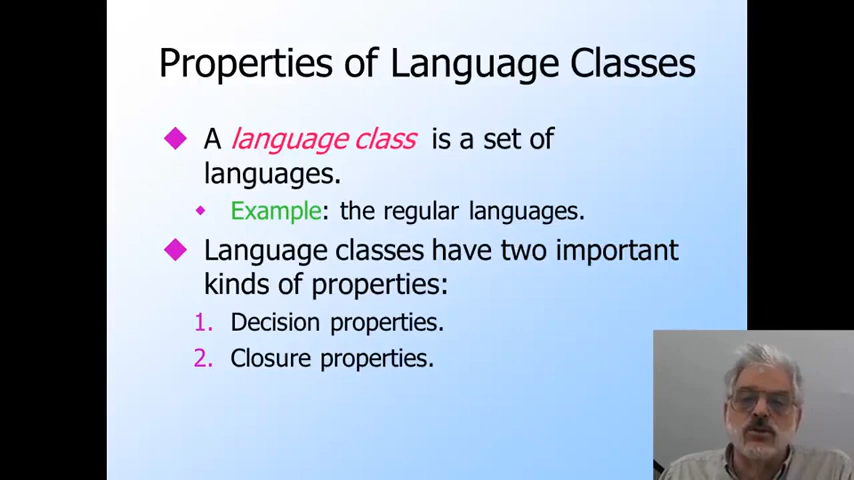 Properties of Language Classes
A language class is a set of
languages.
Example: the regular languages.
Language classes have two important
kinds of properties:
1. Decision properties.
2. Closure properties.